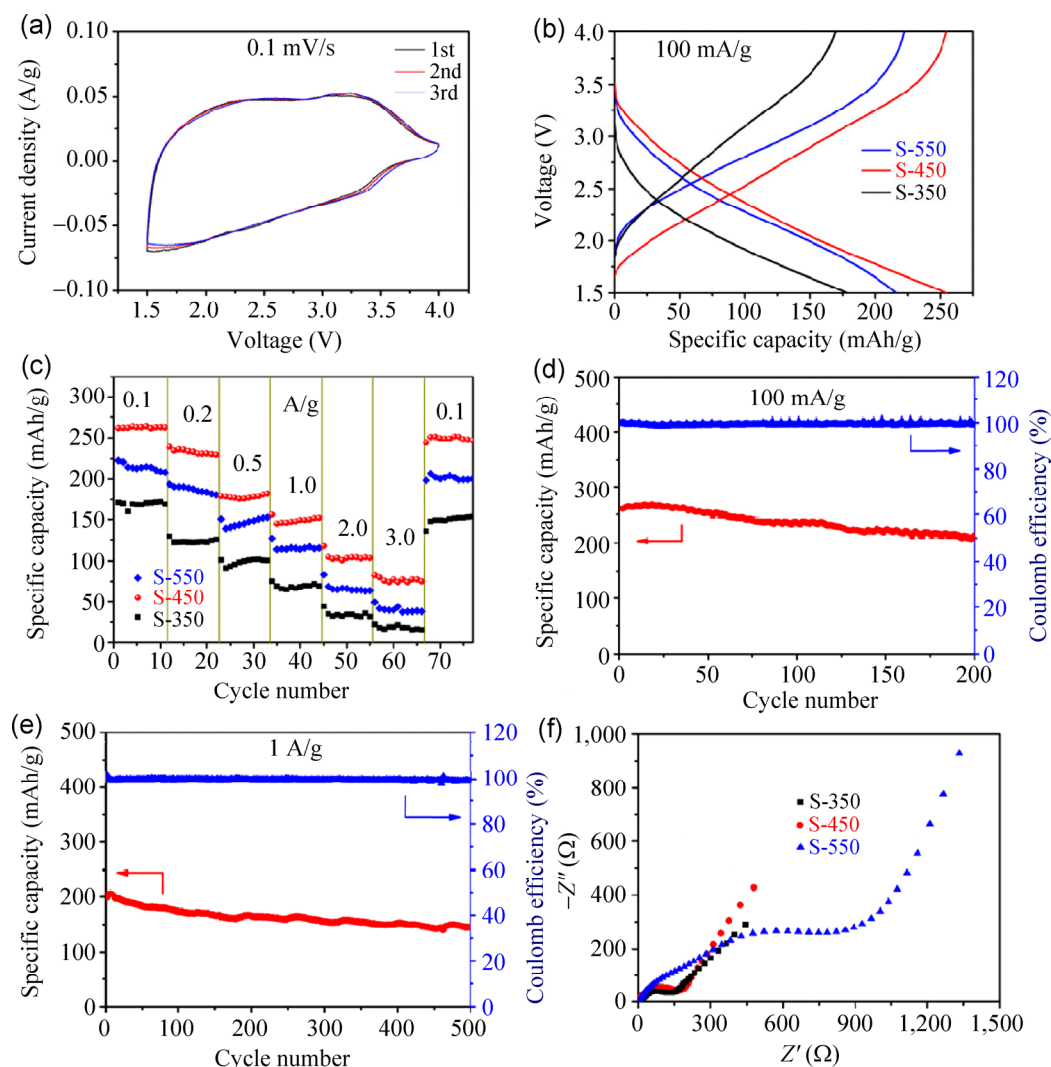 (a)
0.10
0.05
0.00
–0.05
–0.10
Current density (A/g)
0.1 mV/s
1st
2nd
3rd
1.5 2.0 2.5 3.0 3.5 4.0
Voltage (V)
(b)
4.0
3.5
3.0
2.5
2.0
1.5
Voltage (V)
100 mA/g
S-550
S-450
S-350
0 50 100 150 200 250
Specific capacity (mAh/g)
(c)
300
250
200
150
100
50
0
Specific capacity (mAh/g)
0.1 0.2 A/g 0.1
0.5
1.0
2.0 3.0
S-550
S-450
S-350
0 10 20 30 40 50 60 70
Cycle number
(d)
500
400
300
200
100
0
Specific capacity (mAh/g)
100 mA/g
120
100
80
60
40
20
0
Coulomb efficiency (%)
0 50 100 150 200
Cycle number
(e)
500
400
300
200
100
0
Specific capacity (mAh/g)
1 A/g
120
100
80
60
40
20
0
Coulomb efficiency (%)
0 100 200 300 400 500
Cycle number
(f)
1,000
800
600
400
200
0
–Z″ (Ω)
S-350
S-450
S-550
0 300 600 900 1,200 1,500
Z′ (Ω)